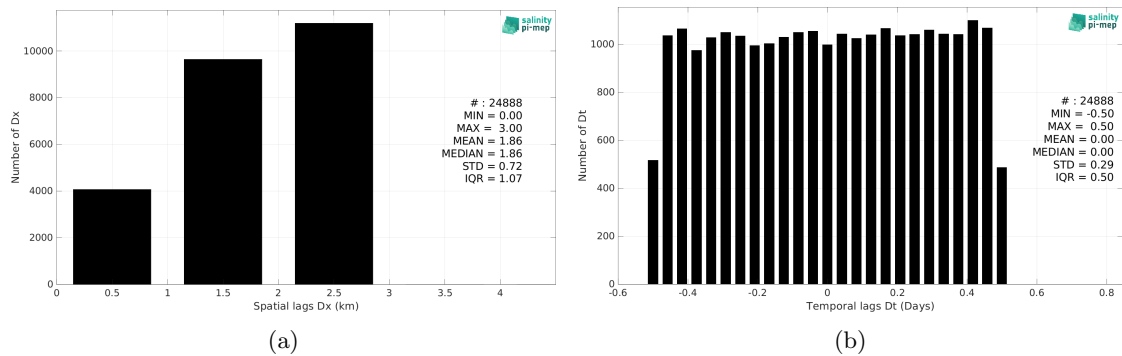 salinity
pi-mep
10000
8000
6000
4000
2000
0
Number of Dx
# : 24888
MIN = 0.00
MAX = 3.00
MEAN = 1.86
MEDIAN = 1.86
STD = 0.72
IQR = 1.07
0 0.5 1 1.5 2 2.5 3 3.5 4
Spatial lags Dx (km)
(a)
salinity
pi-mep
1000
800
600
400
200
0
Number of Dt
# : 24888
MIN = -0.50
MAX = 0.50
MEAN = 0.00
MEDIAN = 0.00
STD = 0.29
IQR = 0.50
-0.6 -0.4 -0.2 0 0.2 0.4 0.6 0.8
Temporal lags Dt (Days)
(b)